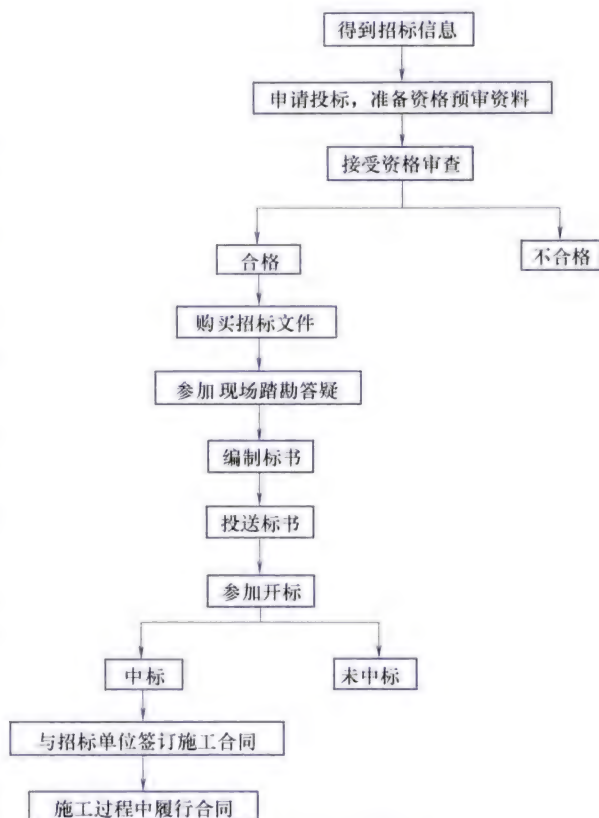 得到招标信息
申请投标，准备资格预审资料
接受资格审查
合格
不合格
购买招标文件
参加现场踏勘答疑
编制标书
投送标书
参加开标
中标
未中标
与招标单位签订施工合同
施工过程中履行合同